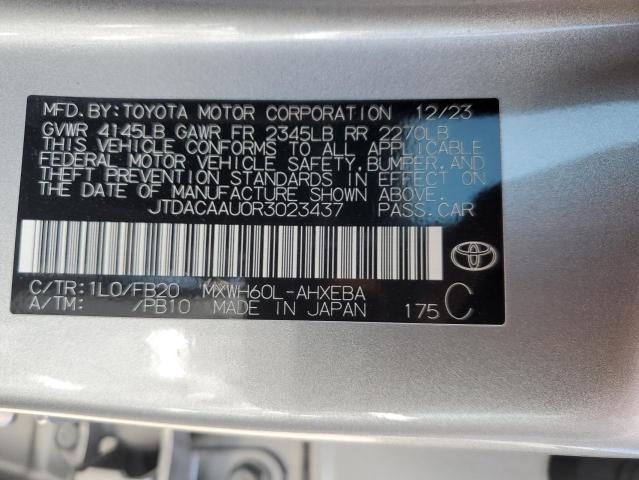 MFD.BY:TOYOTA MOTOR CORPORATION 12/23
GVWR 4145LB GAWR FR 2345LB RR 2270LB
THIS VEHICLE CONFORMS TO ALL APPLICABLE
FEDERAL MOTOR VEHICLE SAFETY,BUMPER,AND
THEFT PREVENTION STANDARDS IN EFFECT ON
THE DATE OF MANUFACTURE SHOWN ABOVE.
JTDACAAU0R3023437 PASS.CAR
C/TR:1L0/FB20 MXWH60L-AHXEBA
A/TM: /PB10 MADE IN JAPAN 175 C